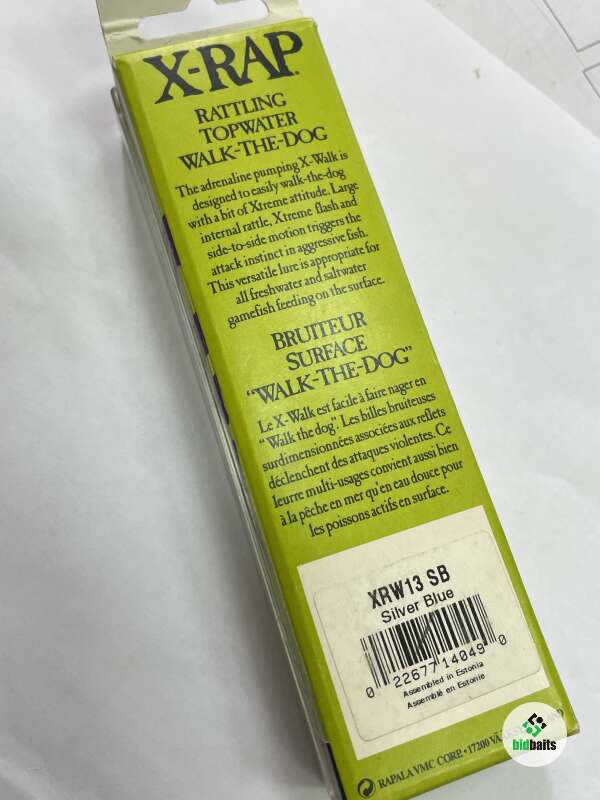 X-RAP®
RATTLING
TOPWATER
WALK-THE-DOG
The adrenaline pumping X-Walk is
designed to easily walk-the-dog
with a bit of Xtreme attitude. Large
internal rattle, Xtreme flash and
side-to-side motion triggers the
attack instinct in aggressive fish.
This versatile lure is appropriate for
all freshwater and saltwater
gamefish feeding on the surface.
BRUITEUR
SURFACE
"WALK-THE-DOG"
Le X-Walk est facile à faire nager en
"Walk the dog". Les billes bruiteuses
surdimensionnées associées aux reflets
déclenchent des attaques violentes. Ce
leurre multi-usages convient aussi bien
à la pêche en mer qu'en eau douce pour
les poissons actifs en surface.
XRW13 SB
Silver Blue
0 22677 14049 0
Assembled in Estonia
Assemblé en Estonie
® RAPALA VMC CORP. • 17200
bidbaits